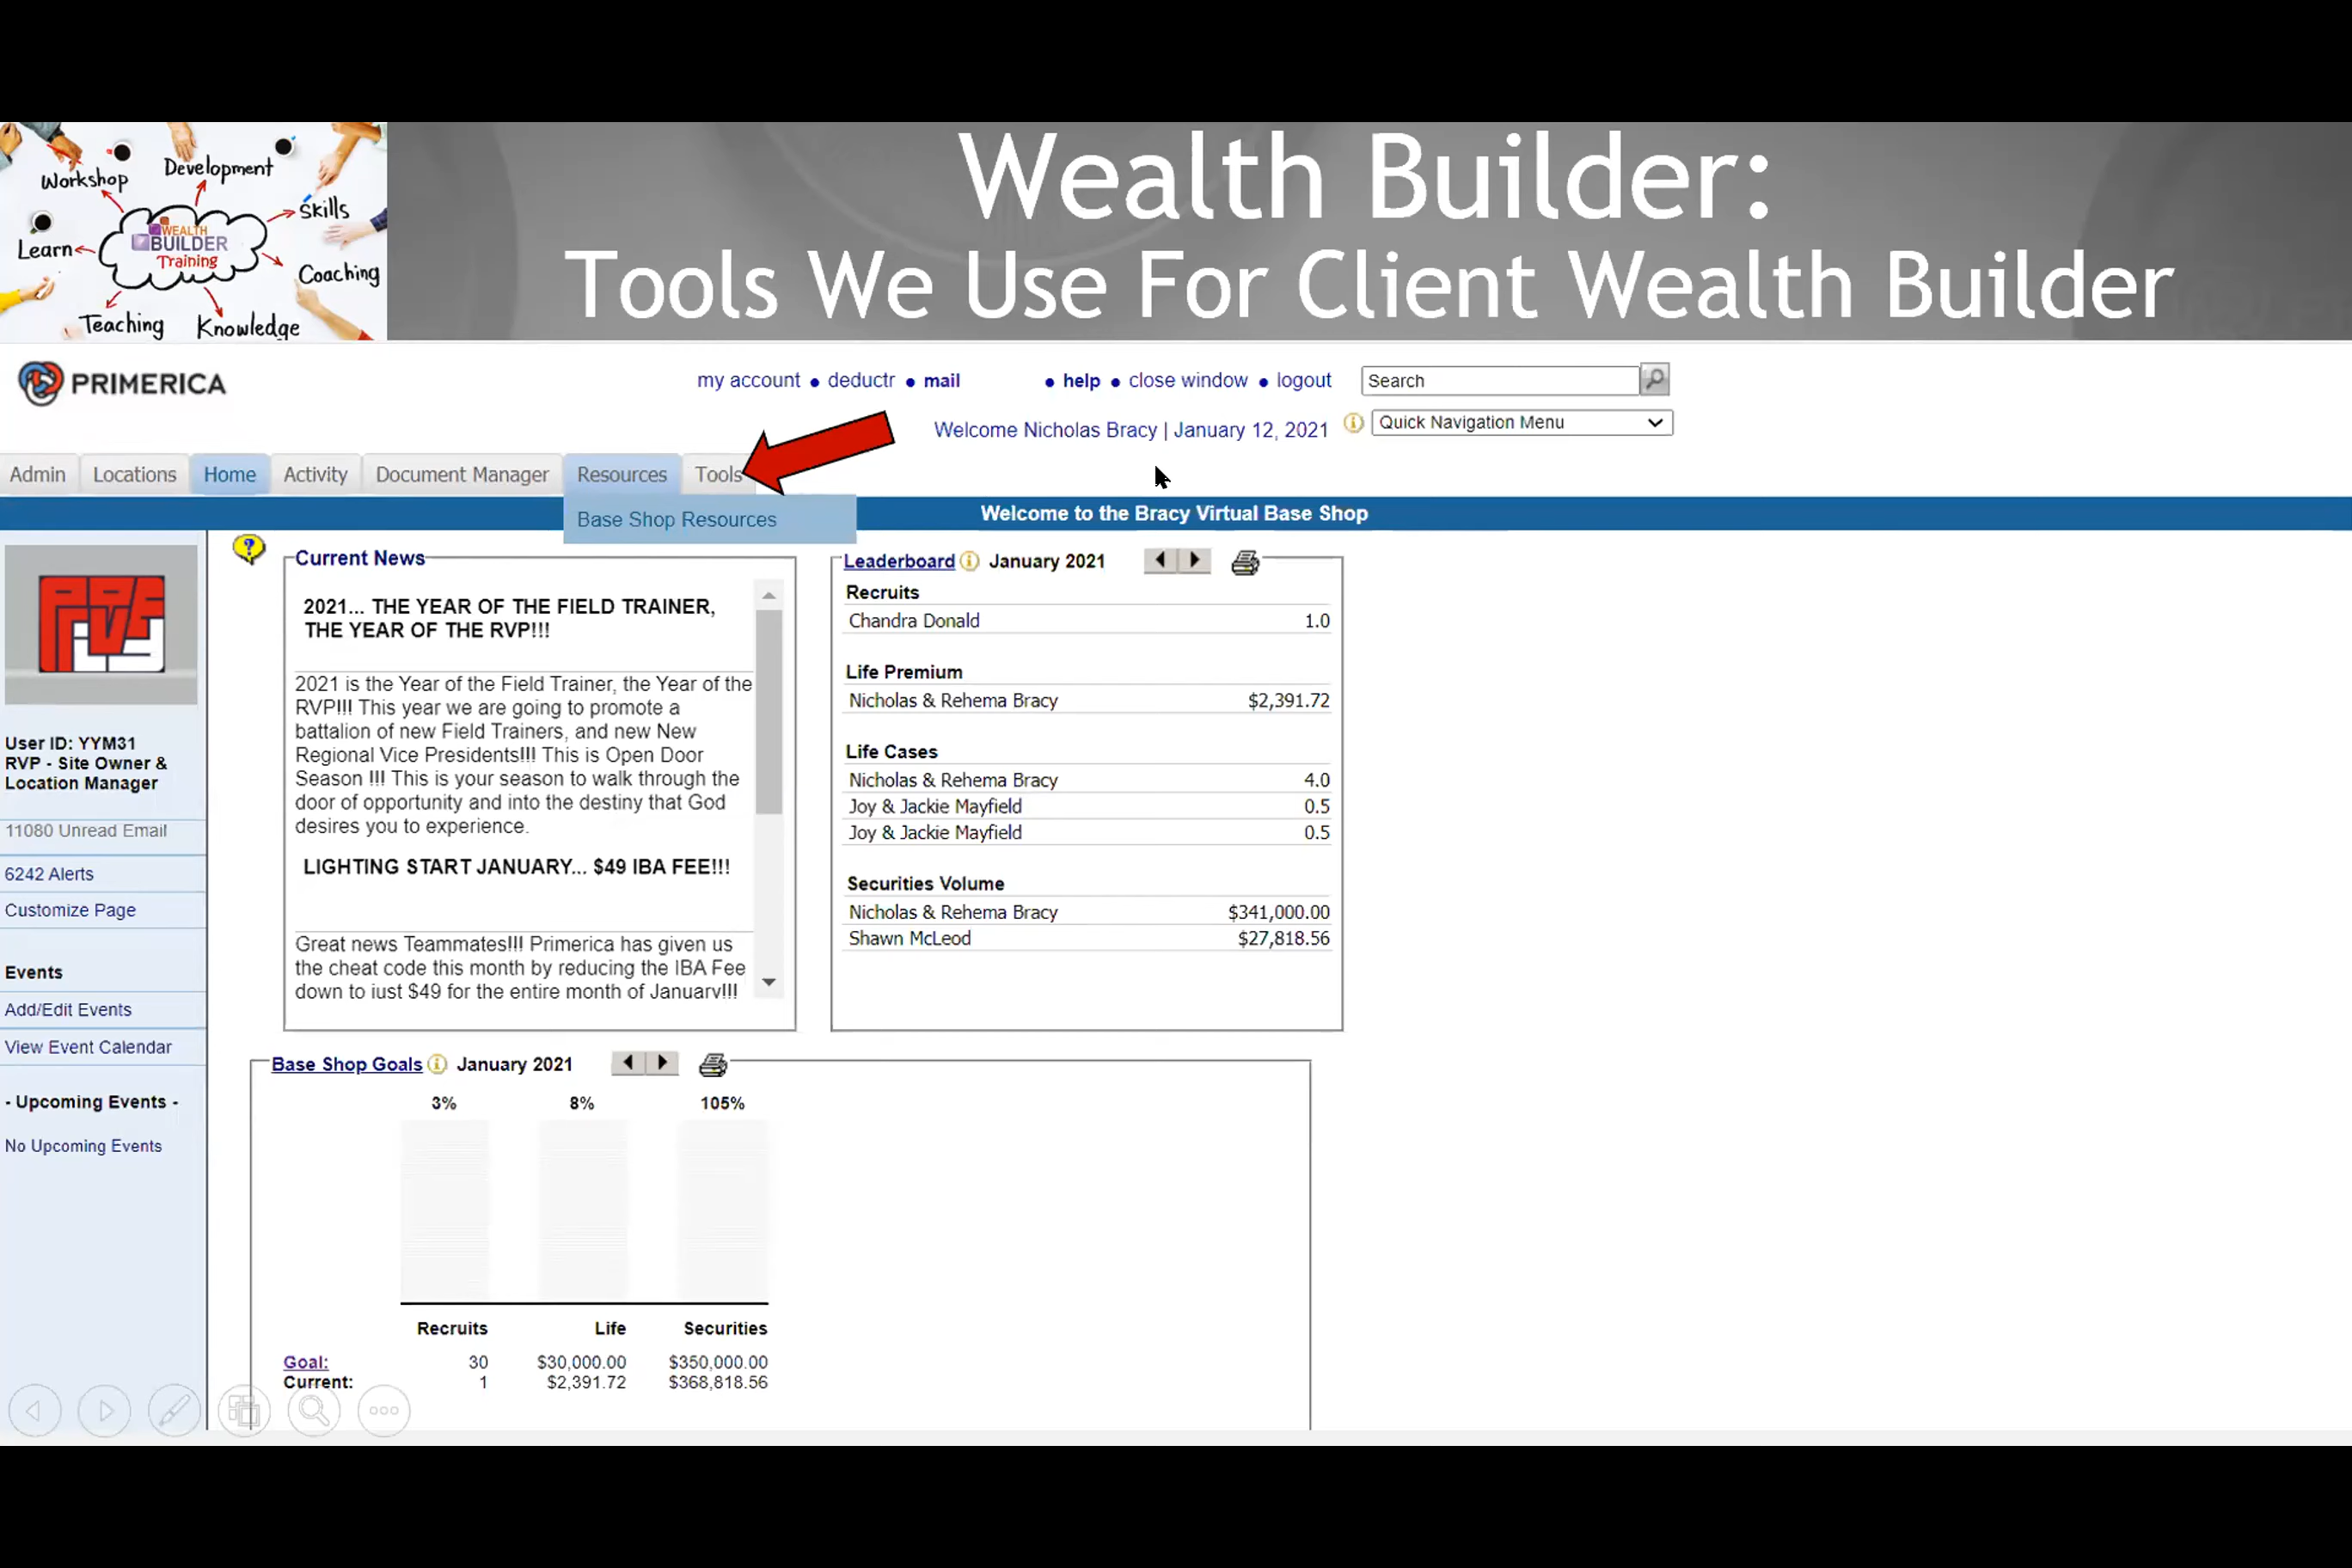 Workshop
Development
Skills
Learn
WEALTH
BUILDER
Training
Coaching
Teaching
Knowledge
Wealth Builder:
Tools We Use For Client Wealth Builder
PRIMERICA
my account • deductr • mail • help • close window • logout
Search
Welcome Nicholas Bracy | January 12, 2021
Quick Navigation Menu
Admin Locations Home Activity Document Manager Resources Tools
Base Shop Resources
Welcome to the Bracy Virtual Base Shop
User ID: YYM31
RVP - Site Owner &
Location Manager
11080 Unread Email
6242 Alerts
Customize Page
Events
Add/Edit Events
View Event Calendar
- Upcoming Events -
No Upcoming Events
Current News
2021... THE YEAR OF THE FIELD TRAINER,
THE YEAR OF THE RVP!!!
2021 is the Year of the Field Trainer, the Year of the
RVP!!! This year we are going to promote a
battalion of new Field Trainers, and new New
Regional Vice Presidents!!! This is Open Door
Season !!! This is your season to walk through the
door of opportunity and into the destiny that God
desires you to experience.
LIGHTING START JANUARY... $49 IBA FEE!!!
Great news Teammates!!! Primerica has given us
the cheat code this month by reducing the IBA Fee
down to just $49 for the entire month of January!!!
Leaderboard January 2021
Recruits
Chandra Donald 1.0
Life Premium
Nicholas & Rehema Bracy $2,391.72
Life Cases
Nicholas & Rehema Bracy 4.0
Joy & Jackie Mayfield 0.5
Joy & Jackie Mayfield 0.5
Securities Volume
Nicholas & Rehema Bracy $341,000.00
Shawn McLeod $27,818.56
Base Shop Goals January 2021
3% 8% 105%
Recruits Life Securities
Goal: 30 $30,000.00 $350,000.00
Current: 1 $2,391.72 $368,818.56